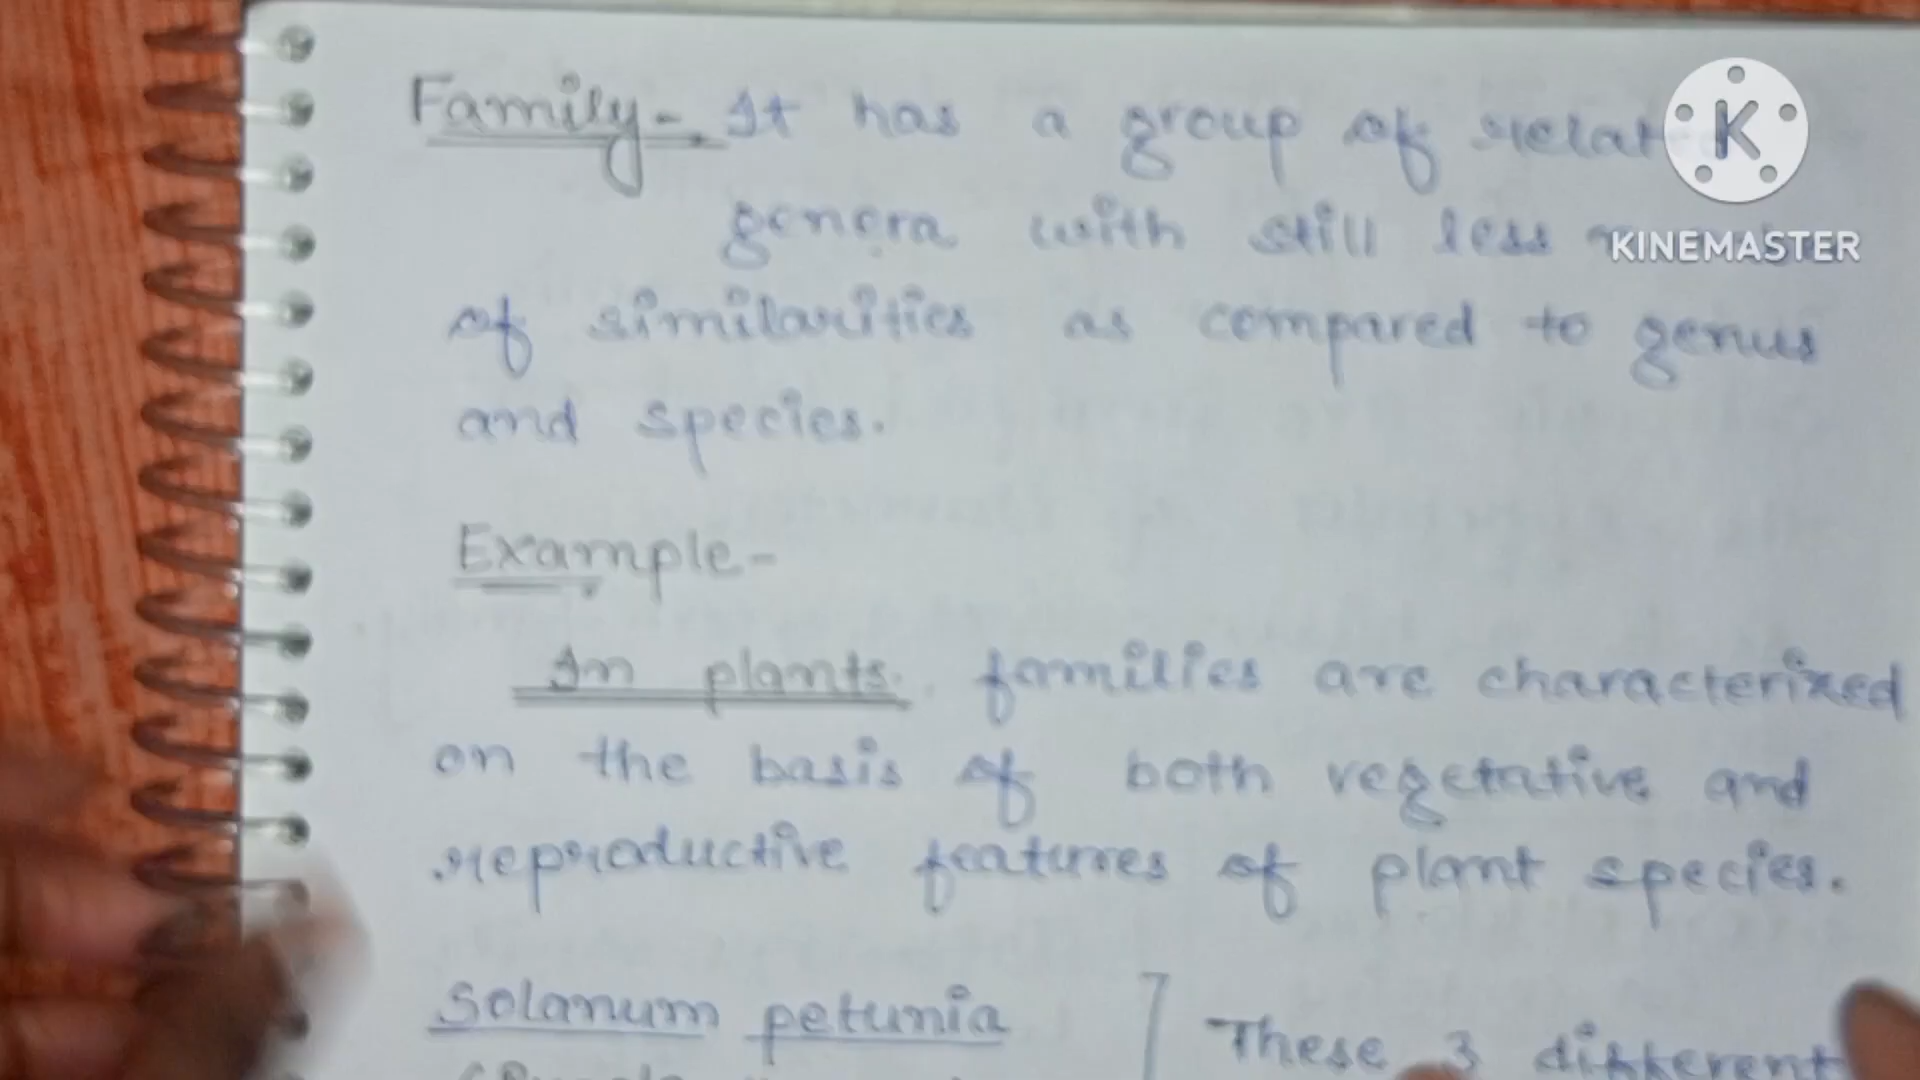 Family - It has a group of
genera with still less
of similarities as compared to genus
and species.
Example -
In plants families are characterized
on the basis of both vegetative and
reproductive features of plant species.
Solanum petunia
These 3 different
K
KINEMASTER